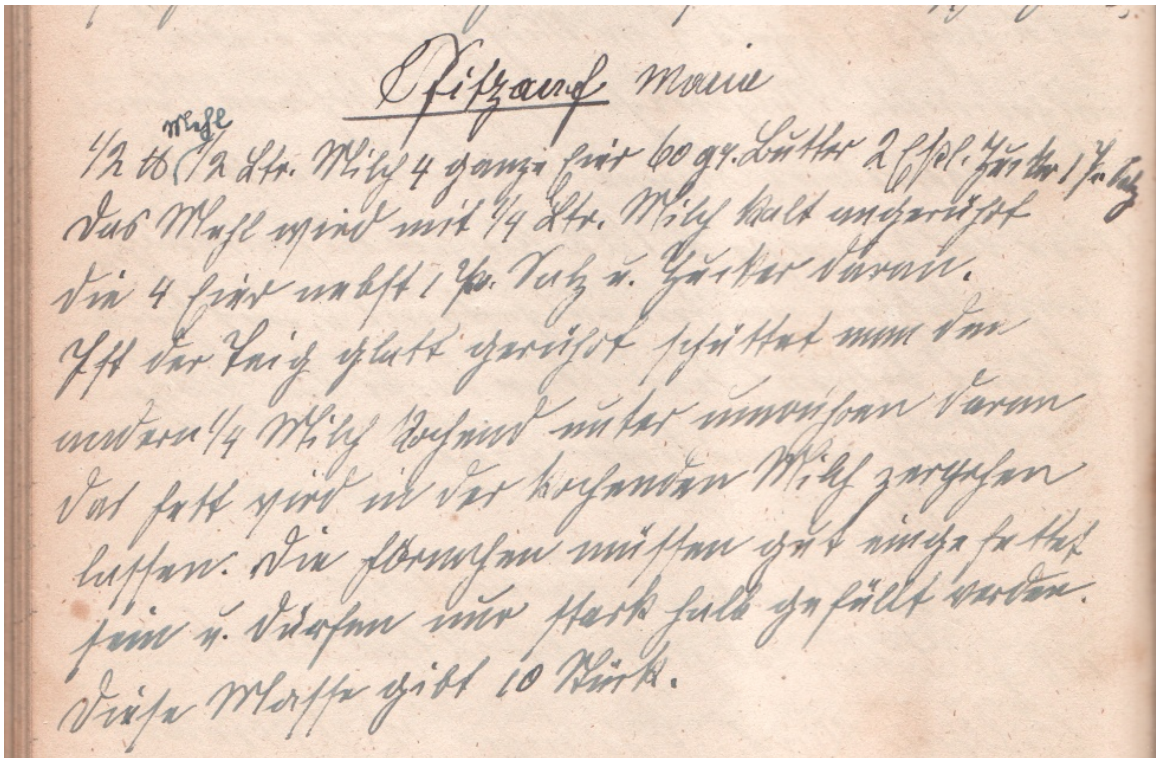 Pfitzauf Marie
Mehl
1/2 ℔ 1/2 Ltr. Milch 4 ganze Eier 60 gr. Butter 2 Eßl. Zucker 1 Pr. Salz
Das Mehl wird mit 1/4 Ltr. Milch kalt angerührt
die 4 Eier nebst 1 Pr. Salz u. Zucker daran.
Ist der Teig glatt gerührt schüttet man den
andern 1/4 Milch kochend unter umrühren daran
das Fett wird in der kochenden Milch zergehen
lassen. Die Förmchen müssen gut eingefettet
sein u. dürfen nur stark halb gefüllt werden.
Diese Masse gibt 10 Stück.